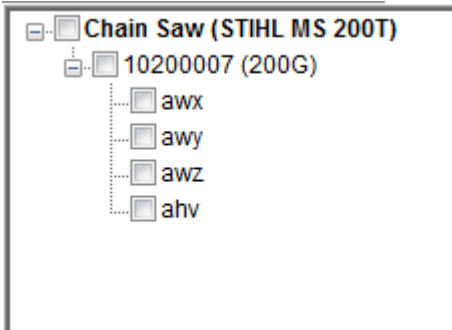 Chain Saw (STIHL MS 200T)
10200007 (200G)
awx
awy
awz
ahv